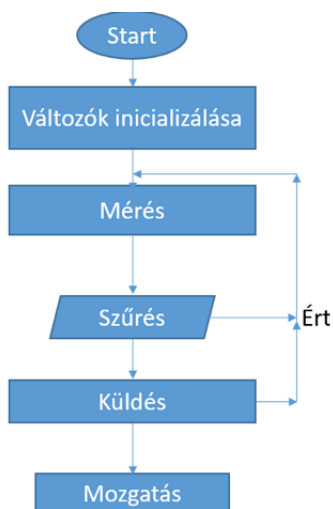 Start
Változók inicializálása
Mérés
Szűrés
Ért
Küldés
Mozgatás